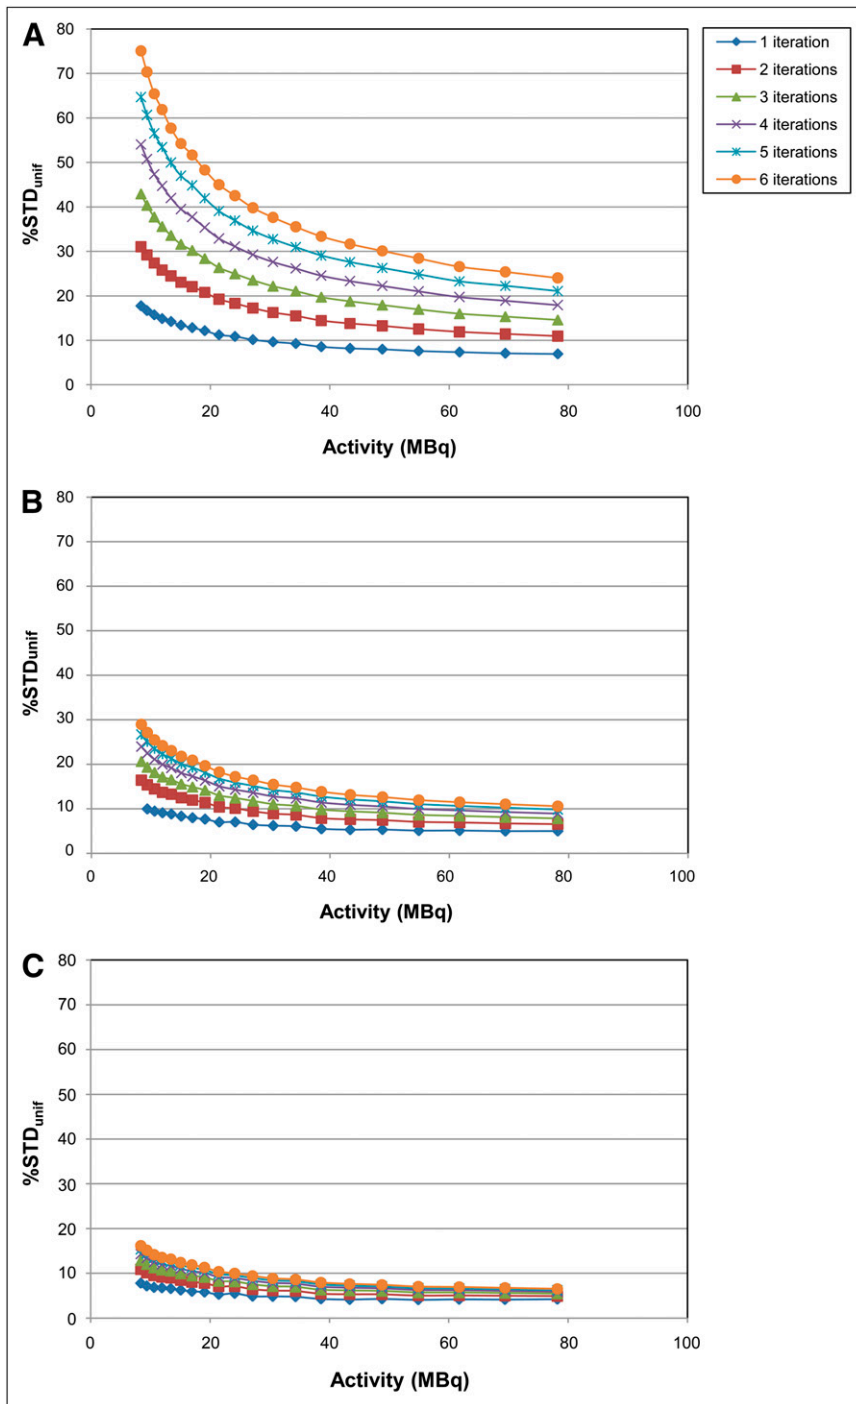 A
80
70
60
50
40
30
20
10
0
%STDunif
0 20 40 60 80 100
Activity (MBq)
1 iteration
2 iterations
3 iterations
4 iterations
5 iterations
6 iterations
B
80
70
60
50
40
30
20
10
0
%STDunif
0 20 40 60 80 100
Activity (MBq)
C
80
70
60
50
40
30
20
10
0
%STDunif
0 20 40 60 80 100
Activity (MBq)